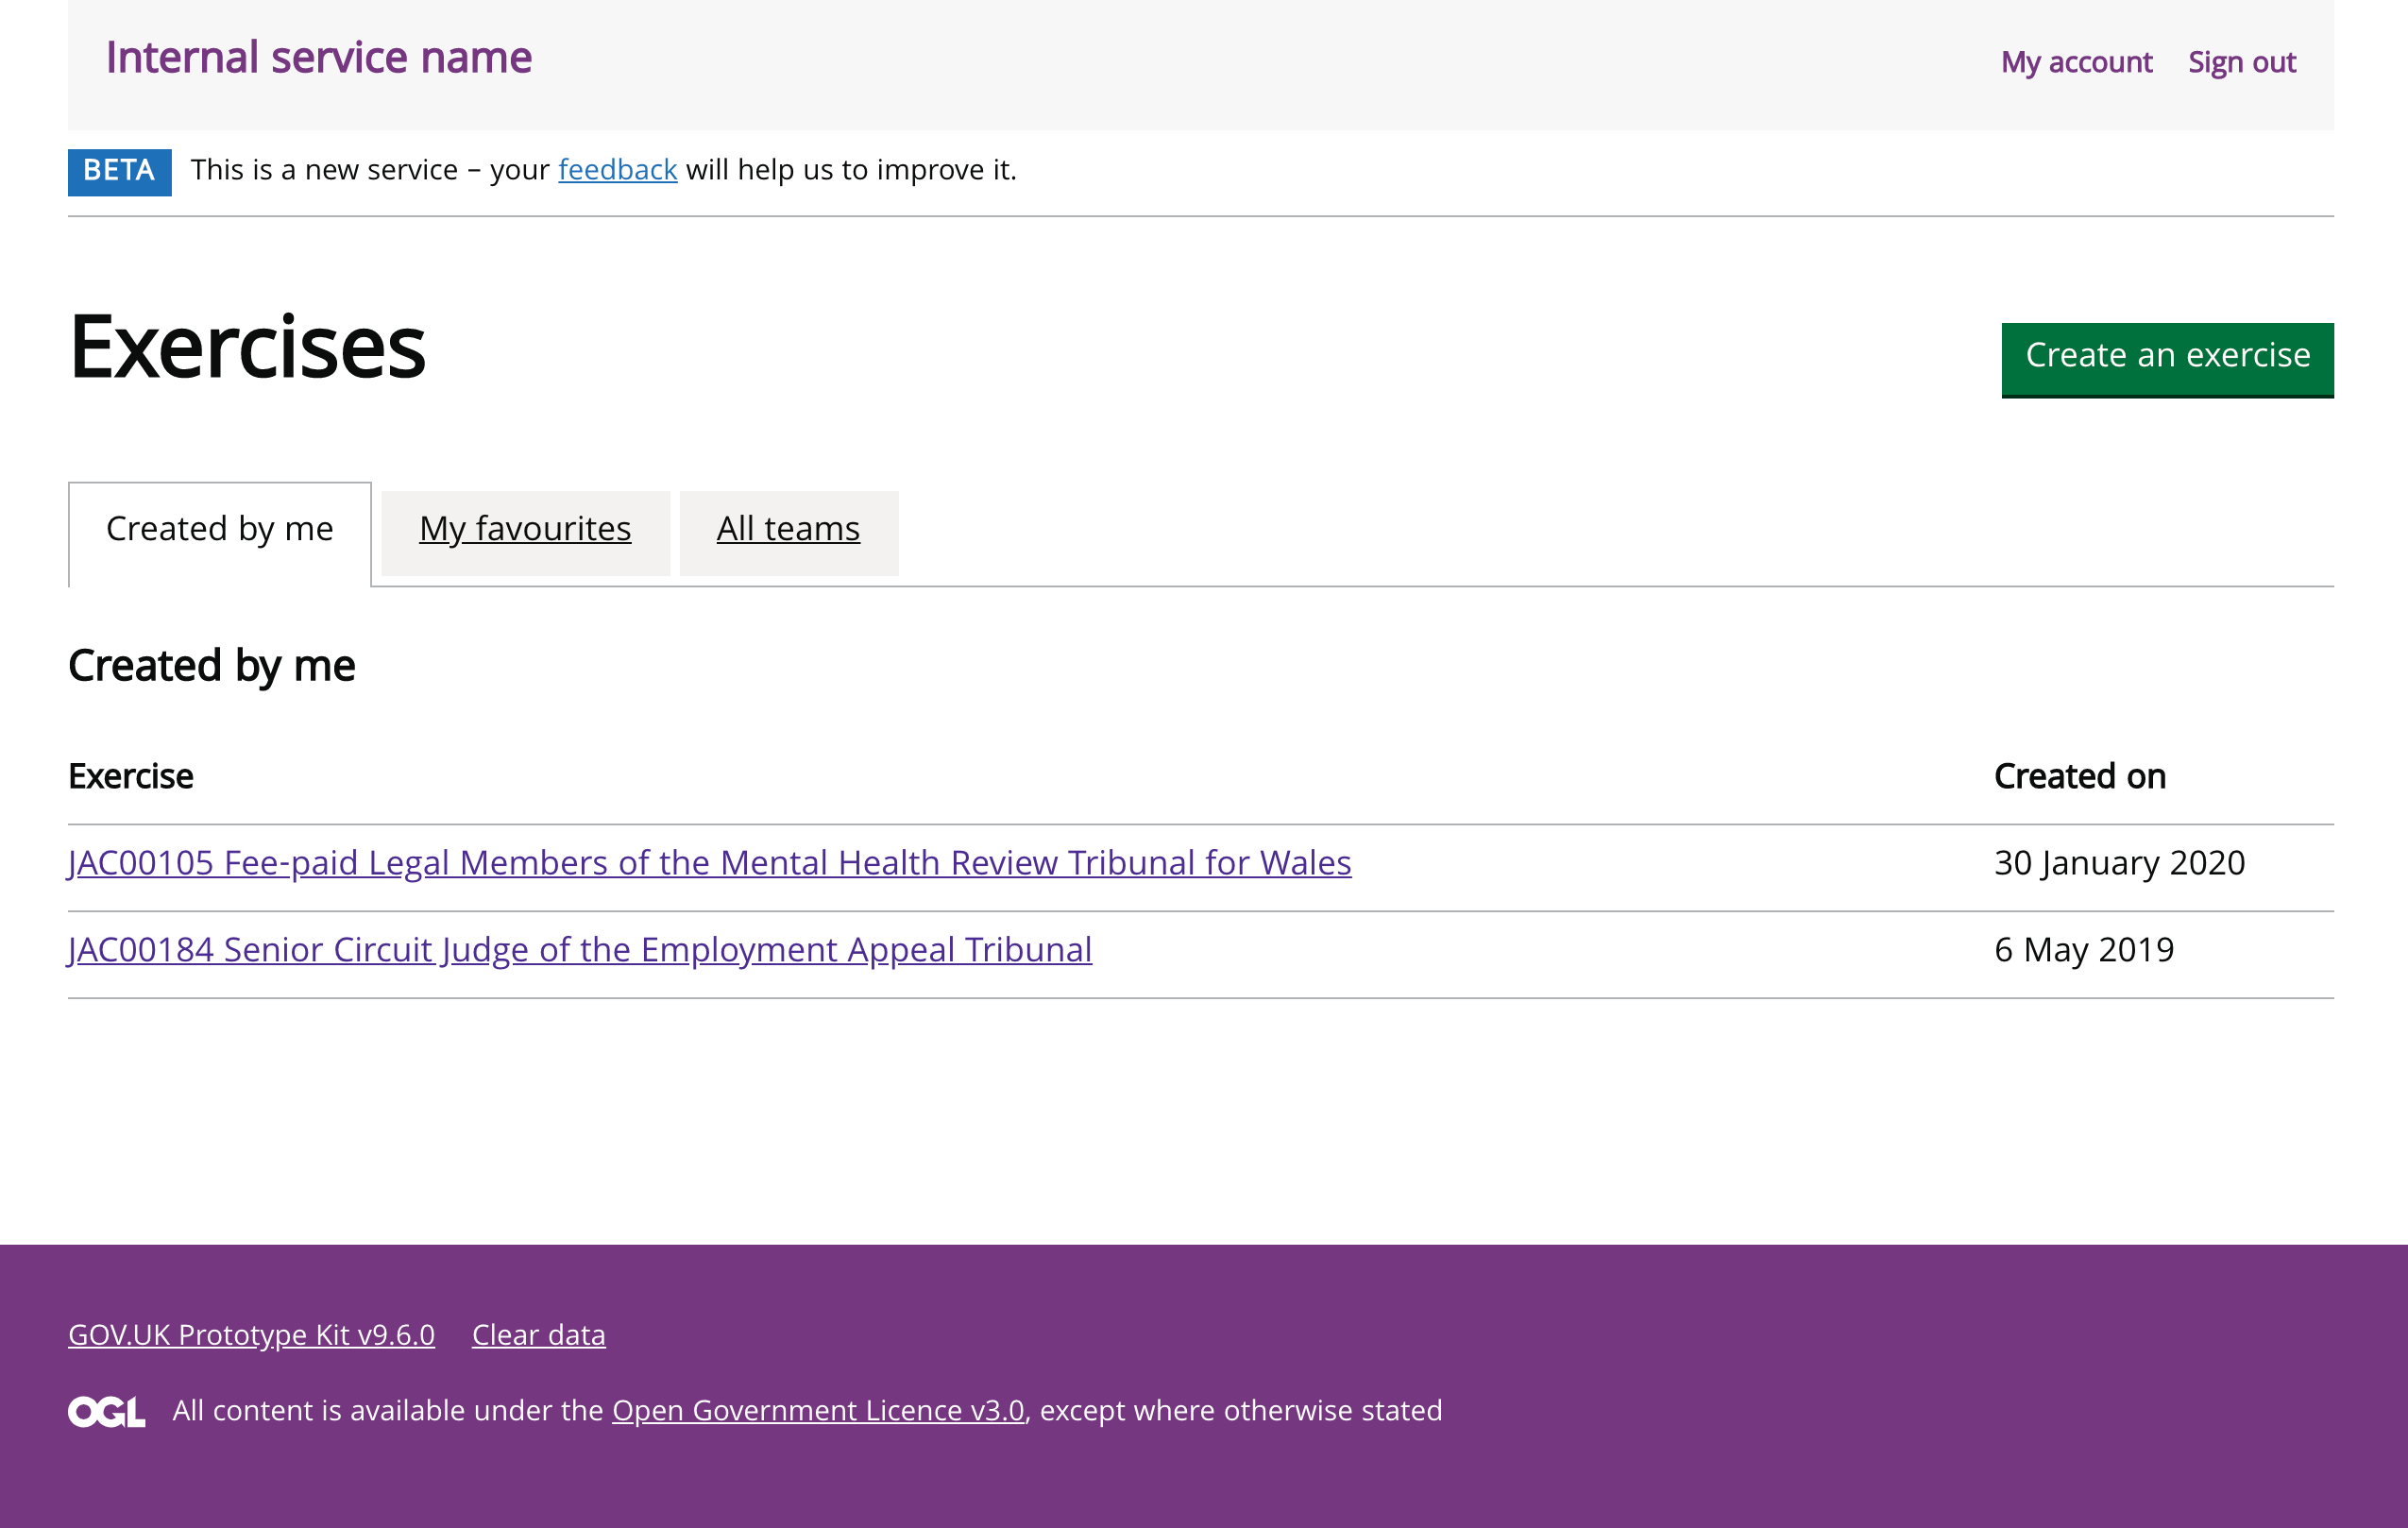 Internal service name My account Sign out
BETA This is a new service – your feedback will help us to improve it.
Exercises
Create an exercise
Created by me My favourites All teams
Created by me
Exercise Created on
JAC00105 Fee-paid Legal Members of the Mental Health Review Tribunal for Wales 30 January 2020
JAC00184 Senior Circuit Judge of the Employment Appeal Tribunal 6 May 2019
GOV.UK Prototype Kit v9.6.0 Clear data
OGL All content is available under the Open Government Licence v3.0, except where otherwise stated